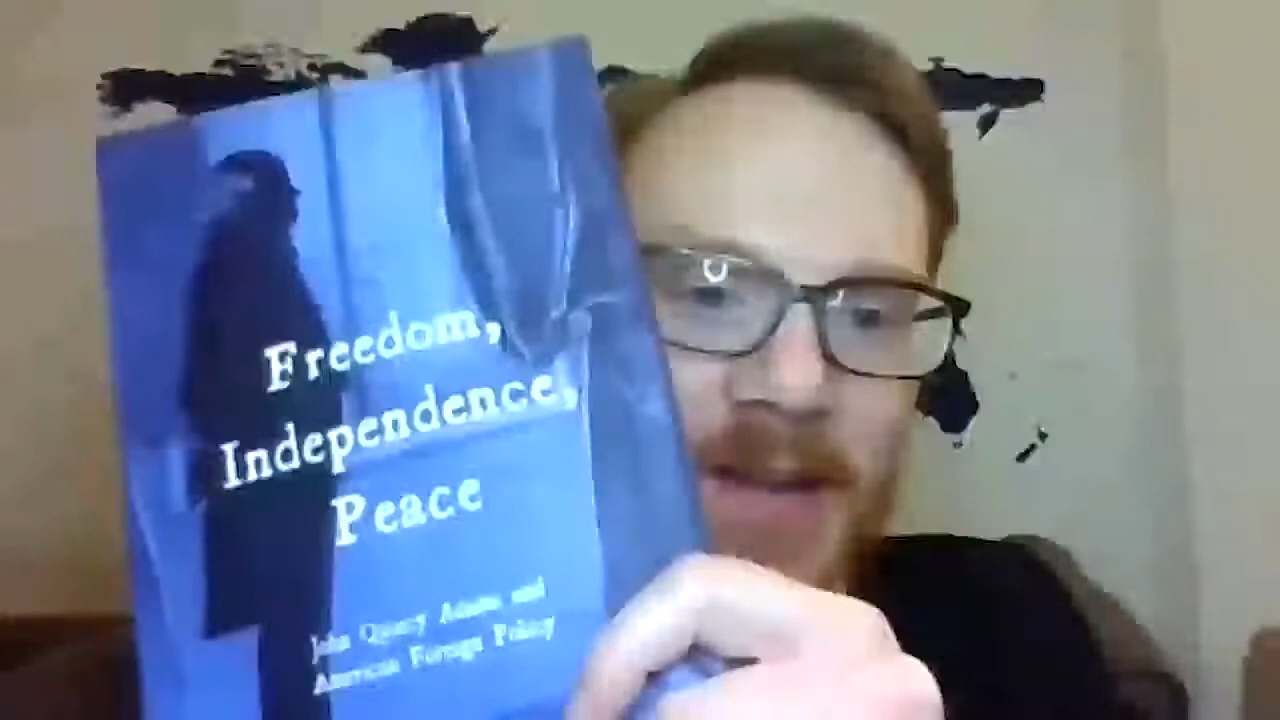 Freedom,
Independence,
Peace
John Quincy Adams and
American Foreign Policy